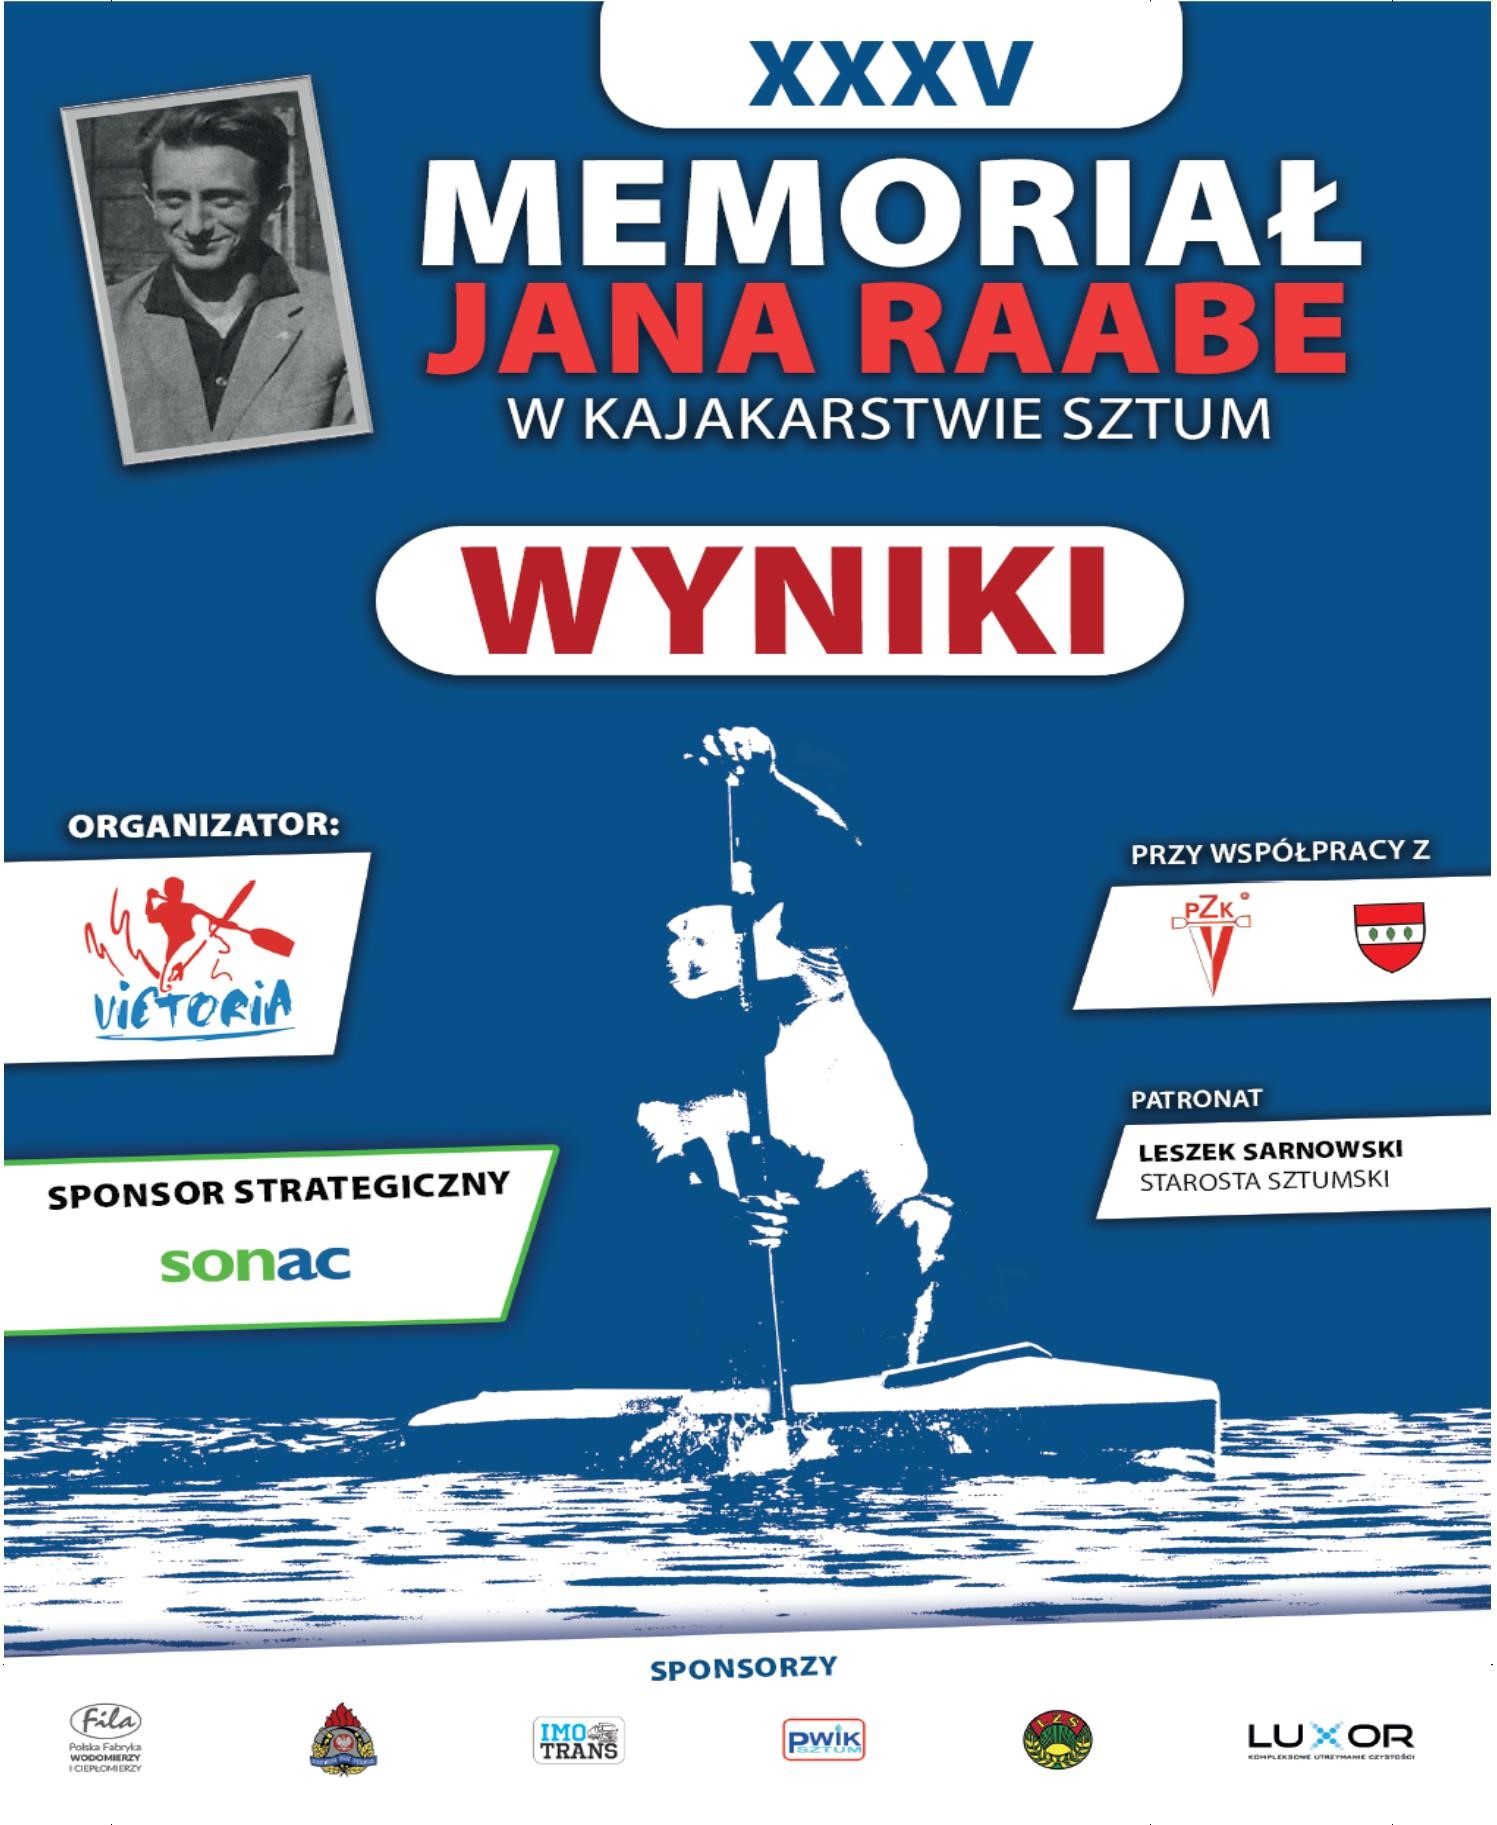 XXXV
MEMORIAŁ
JANA RAABE
W KAJAKARSTWIE SZTUM
WYNIKI
ORGANIZATOR:
VICTORIA
PRZY WSPÓŁPRACY Z
PZK
PATRONAT
LESZEK SARNOWSKI
STAROSTA SZTUMSKI
SPONSOR STRATEGICZNY
sonac
SPONSORZY
Fila
Polska Fabryka
WODOMIERZY
I CIEPŁOMIERZY
IMO
TRANS
PWiK
SZTUM
LZS
LUXOR
KOMPLEKSOWE UTRZYMANIE CZYSTOŚCI